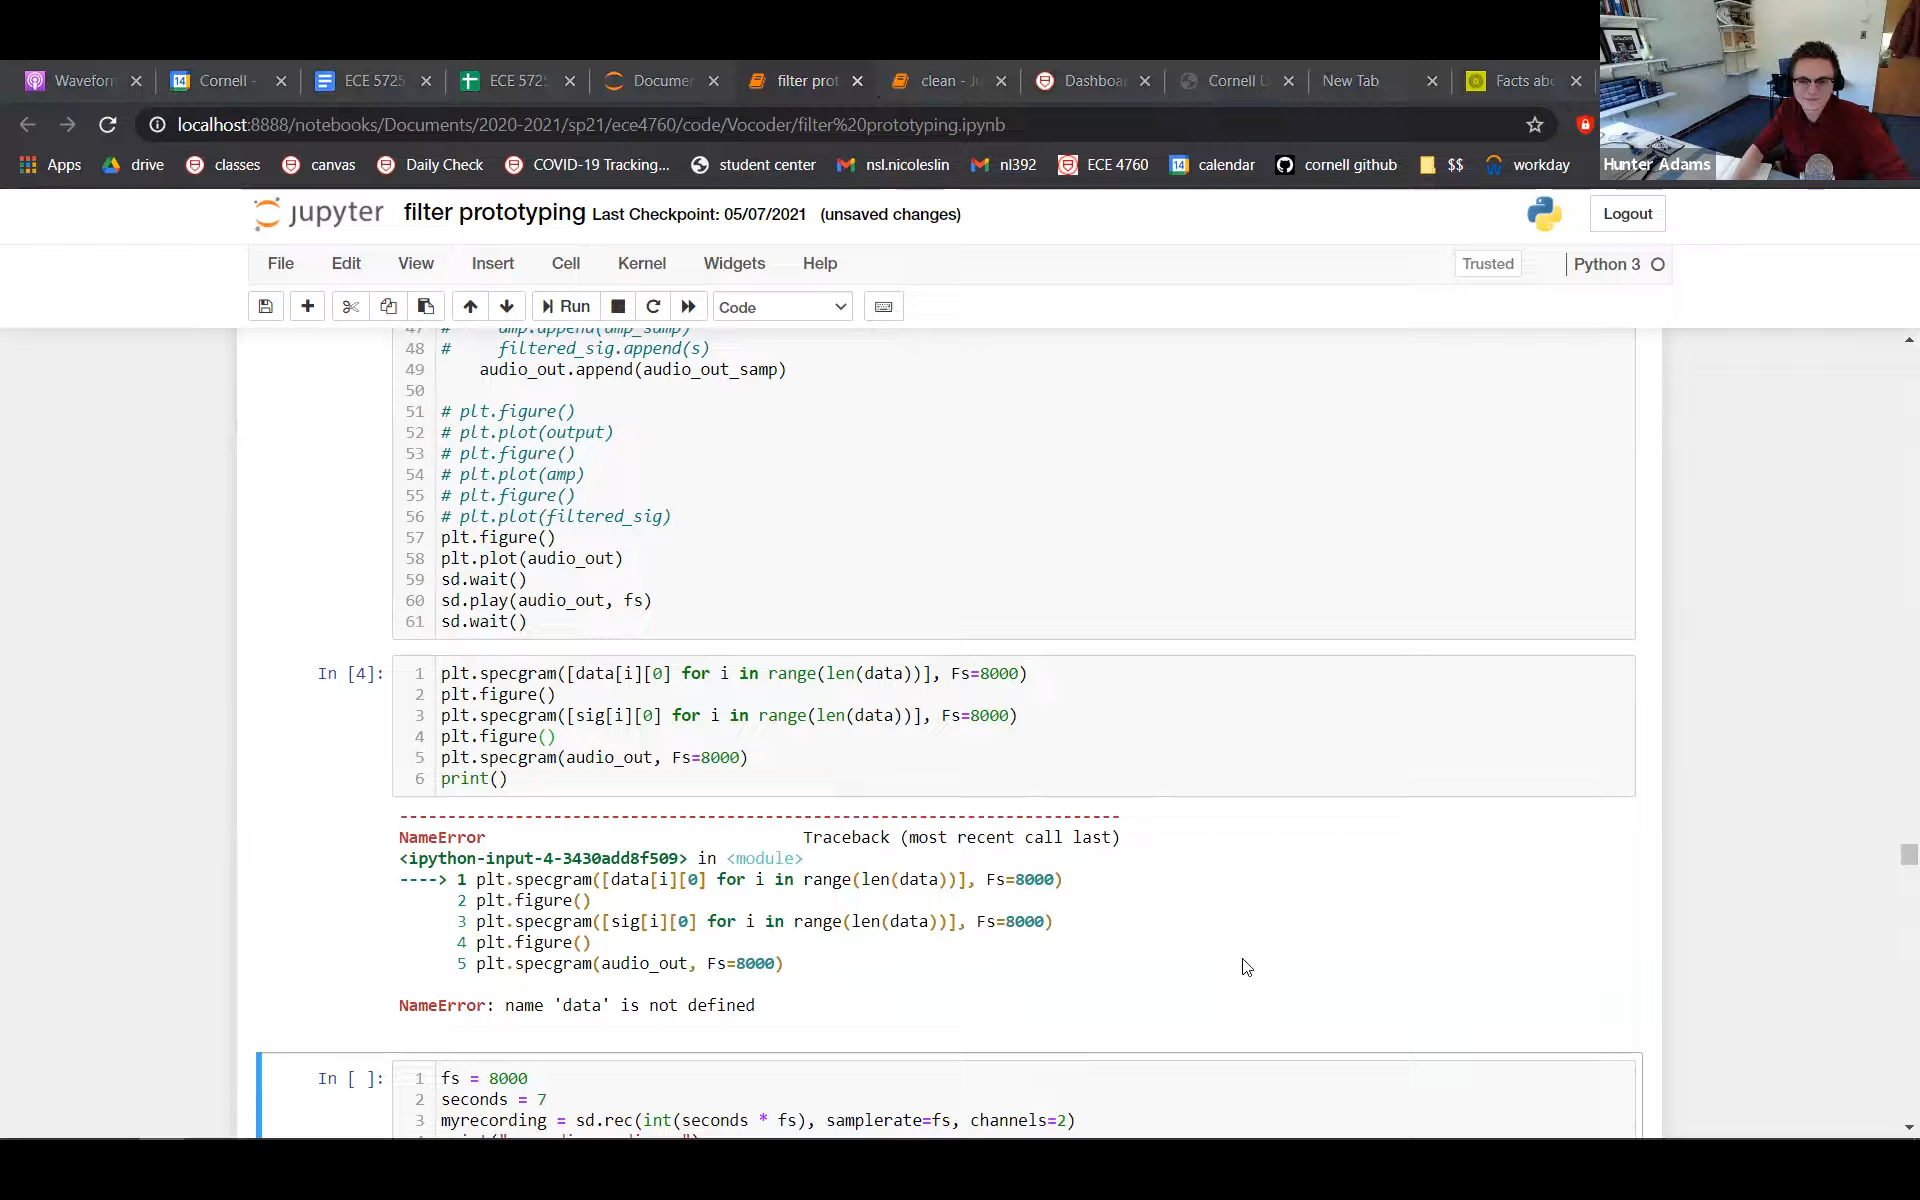 Waveforr
Cornell -
ECE 5725
ECE 5725
Documer
filter prot
clean - Ju
Dashboar
Cornell U
New Tab
Facts abo
localhost:8888/notebooks/Documents/2020-2021/sp21/ece4760/code/Vocoder/filter%20prototyping.ipynb
Apps
drive
classes
canvas
Daily Check
COVID-19 Tracking...
student center
nsl.nicoleslin
nl392
ECE 4760
14 calendar
cornell github
$$
workday
Hunter Adams
jupyter filter prototyping Last Checkpoint: 05/07/2021 (unsaved changes)
Logout
File Edit View Insert Cell Kernel Widgets Help
Trusted
Python 3
Run
Code
47 # amp.append(amp_samp)
48 # filtered_sig.append(s)
49 audio_out.append(audio_out_samp)
50
51 # plt.figure()
52 # plt.plot(output)
53 # plt.figure()
54 # plt.plot(amp)
55 # plt.figure()
56 # plt.plot(filtered_sig)
57 plt.figure()
58 plt.plot(audio_out)
59 sd.wait()
60 sd.play(audio_out, fs)
61 sd.wait()
In [4]:
1 plt.specgram([data[i][0] for i in range(len(data))], Fs=8000)
2 plt.figure()
3 plt.specgram([sig[i][0] for i in range(len(data))], Fs=8000)
4 plt.figure()
5 plt.specgram(audio_out, Fs=8000)
6 print()
---------------------------------------------------------------------------
NameError Traceback (most recent call last)
<ipython-input-4-3430add8f509> in <module>
----> 1 plt.specgram([data[i][0] for i in range(len(data))], Fs=8000)
2 plt.figure()
3 plt.specgram([sig[i][0] for i in range(len(data))], Fs=8000)
4 plt.figure()
5 plt.specgram(audio_out, Fs=8000)
NameError: name 'data' is not defined
In [ ]:
1 fs = 8000
2 seconds = 7
3 myrecording = sd.rec(int(seconds * fs), samplerate=fs, channels=2)